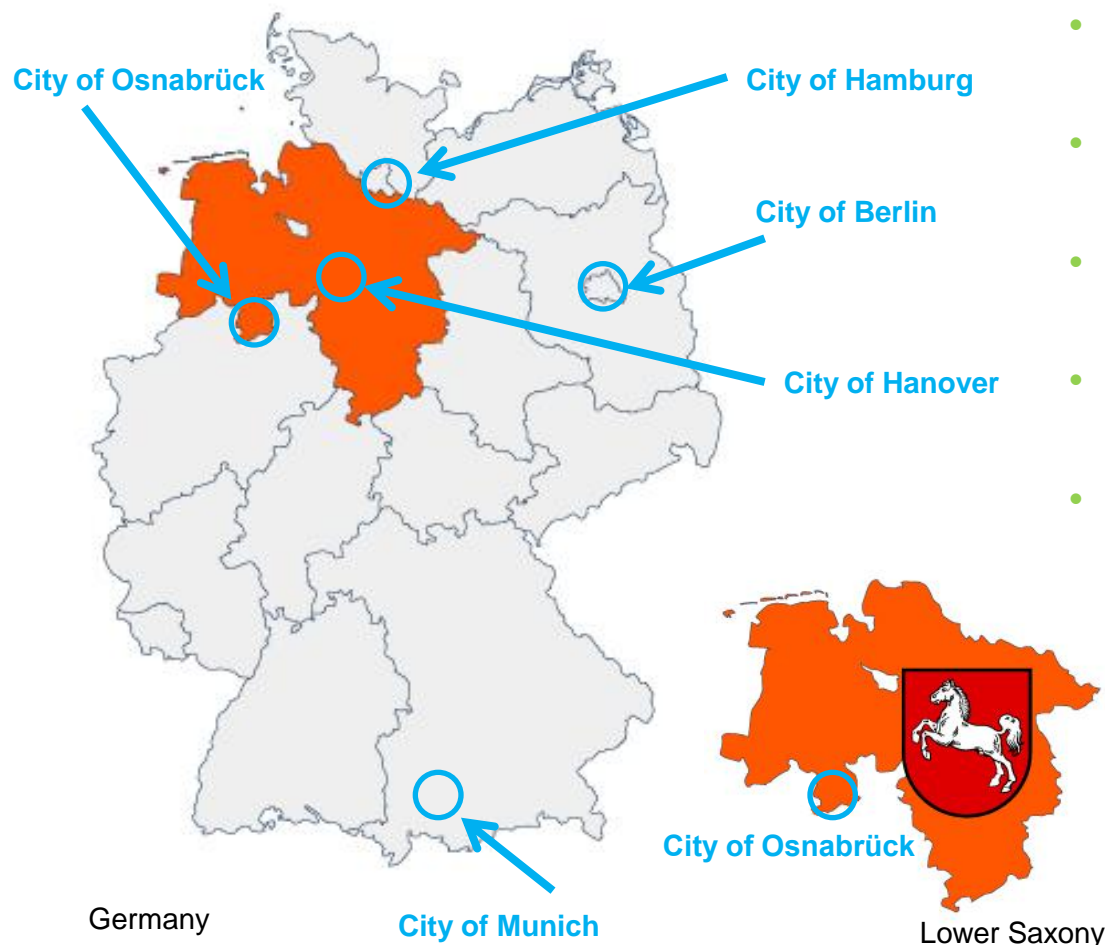 City of Osnabrück
City of Hamburg
City of Berlin
City of Hanover
City of Osnabrück
Germany
City of Munich
Lower Saxony